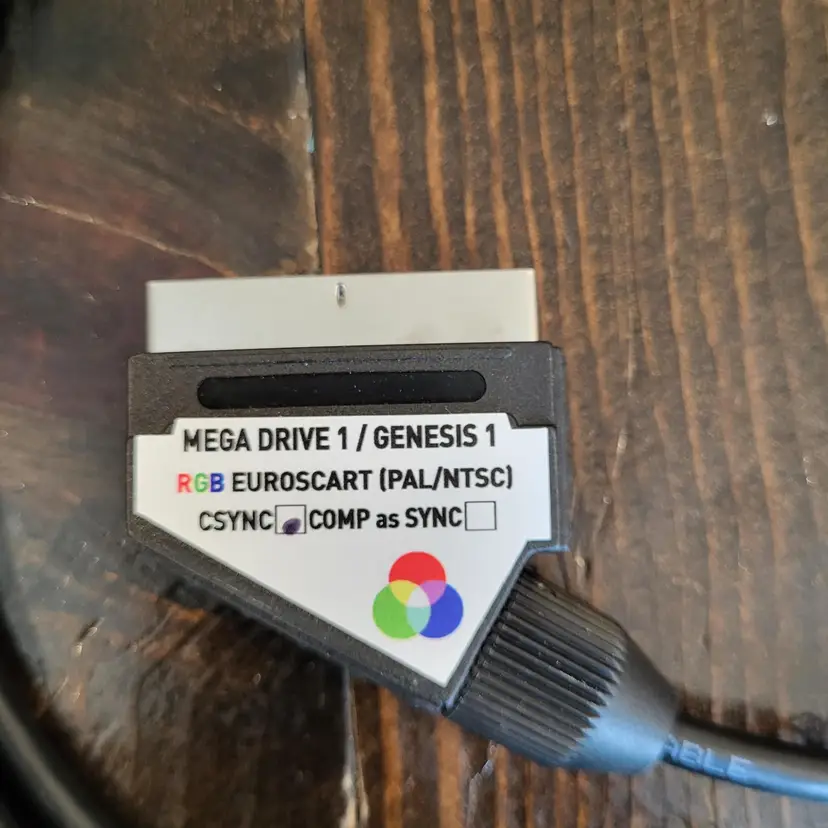 MEGA DRIVE 1 / GENESIS 1
RGB EUROSCART (PAL/NTSC)
CSYNC COMP as SYNC